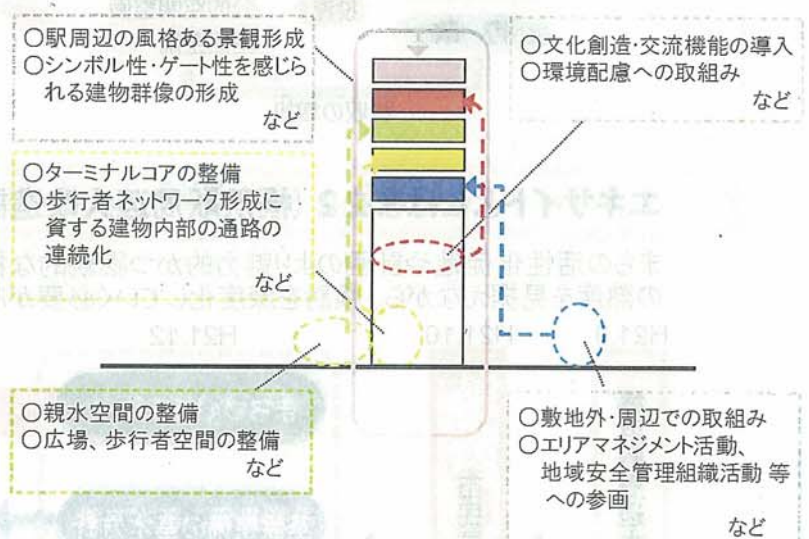 ○駅周辺の風格ある景観形成
○シンボル性・ゲート性を感じら
れる建物群像の形成
など
○ターミナルコアの整備
○歩行者ネットワーク形成に
資する建物内部の通路の
連続化
など
○親水空間の整備
○広場、歩行者空間の整備
など
○文化創造・交流機能の導入
○環境配慮への取組み
など
○敷地外・周辺での取組み
○エリアマネジメント活動、
地域安全管理組織活動 等
への参画
など